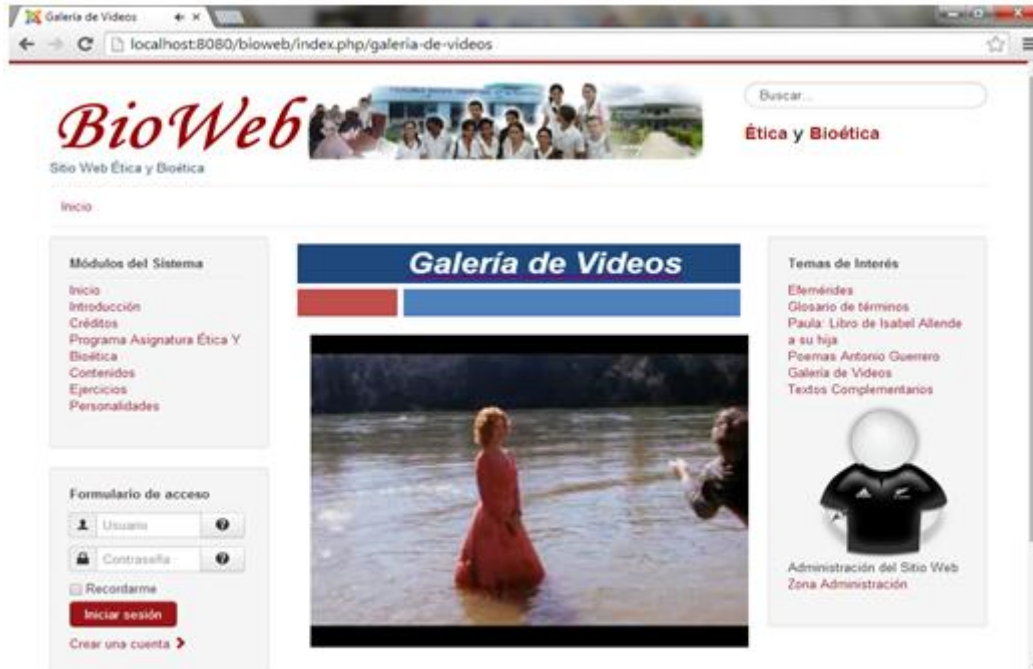 Galería de Videos
localhost:8080/bioweb/index.php/galeria-de-videos
BioWeb
Sitio Web Ética y Bioética
Buscar...
Ética y Bioética
Inicio
Módulos del Sistema
Inicio
Introducción
Créditos
Programa Asignatura Ética Y
Bioética
Contenidos
Ejercicios
Personalidades
Formulario de acceso
Usuario
Contraseña
Recordarme
Iniciar sesión
Crear una cuenta
Galería de Videos
Temas de Interés
Efemérides
Glosario de términos
Paula: Libro de Isabel Allende
a su hija
Poemas Antonio Guerrero
Galeria de Videos
Textos Complementarios
Administración del Sitio Web
Zona Administración